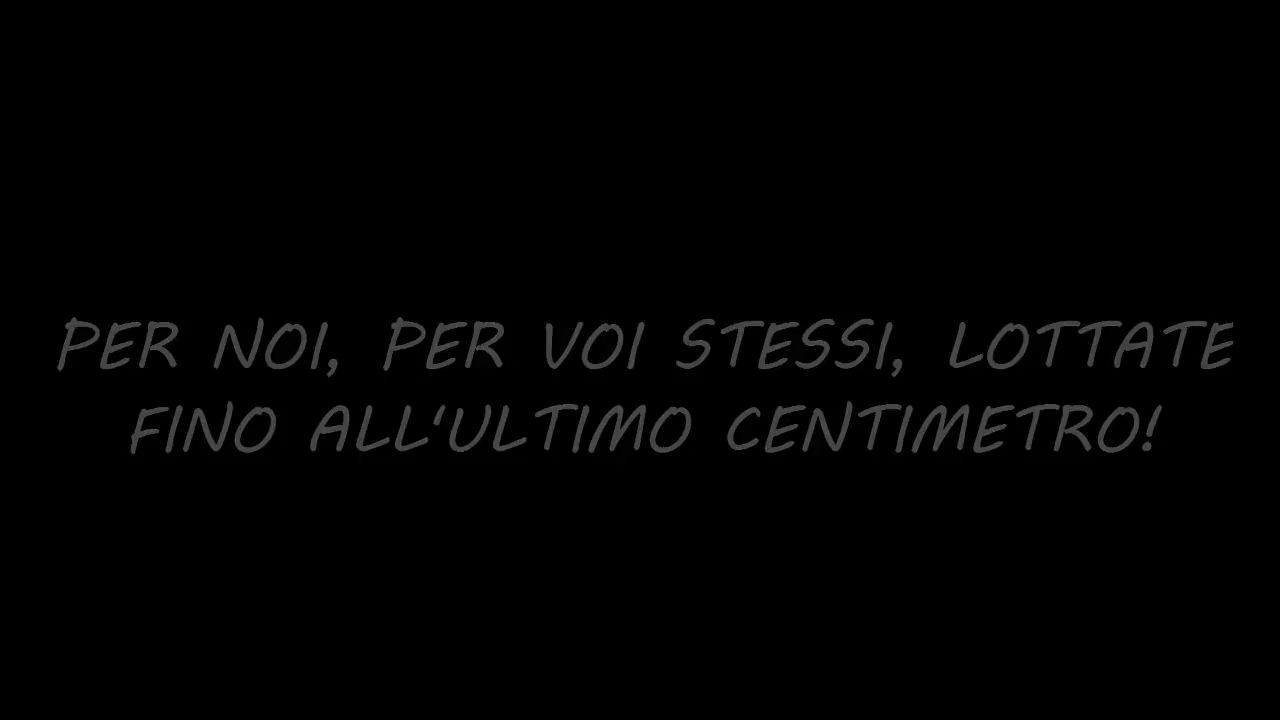 PER NOI, PER VOI STESSI, LOTTATE
FINO ALL'ULTIMO CENTIMETRO!